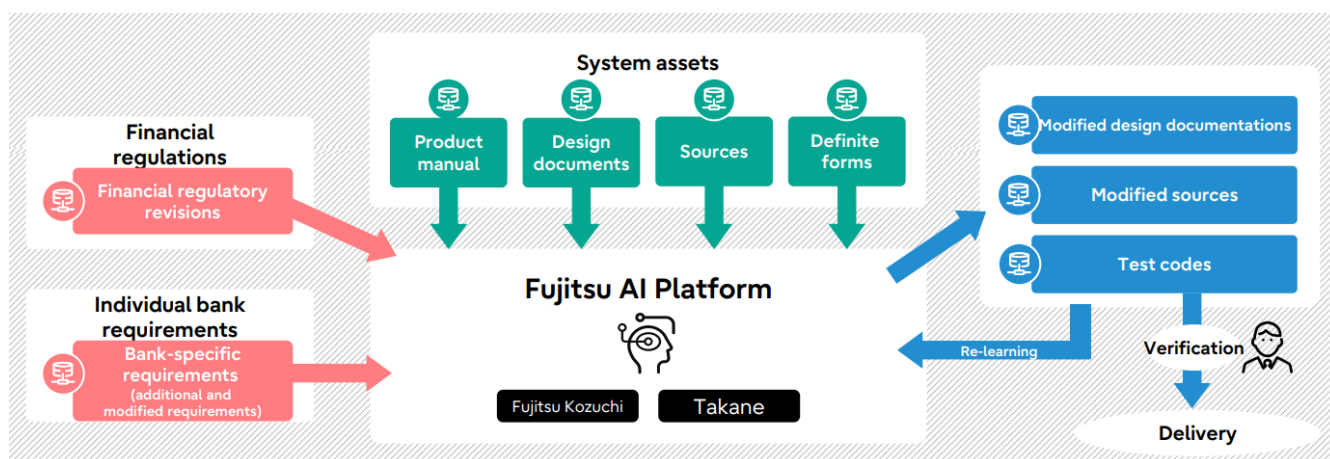 System assets
Product
manual
Design
documents
Sources
Definite
forms
Financial
regulations
Financial regulatory
revisions
Individual bank
requirements
Bank-specific
requirements
(additional and
modified requirements)
Fujitsu AI Platform
Fujitsu Kozuchi
Takane
Modified design documentations
Modified sources
Test codes
Re-learning
Verification
Delivery